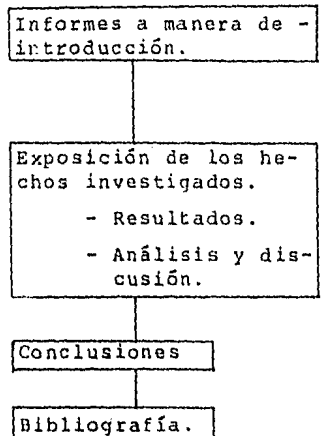 Informes a manera de -
introducción.
Exposición de los he-
chos investigados.
- Resultados.
- Análisis y dis-
cusión.
Conclusiones
Bibliografía.